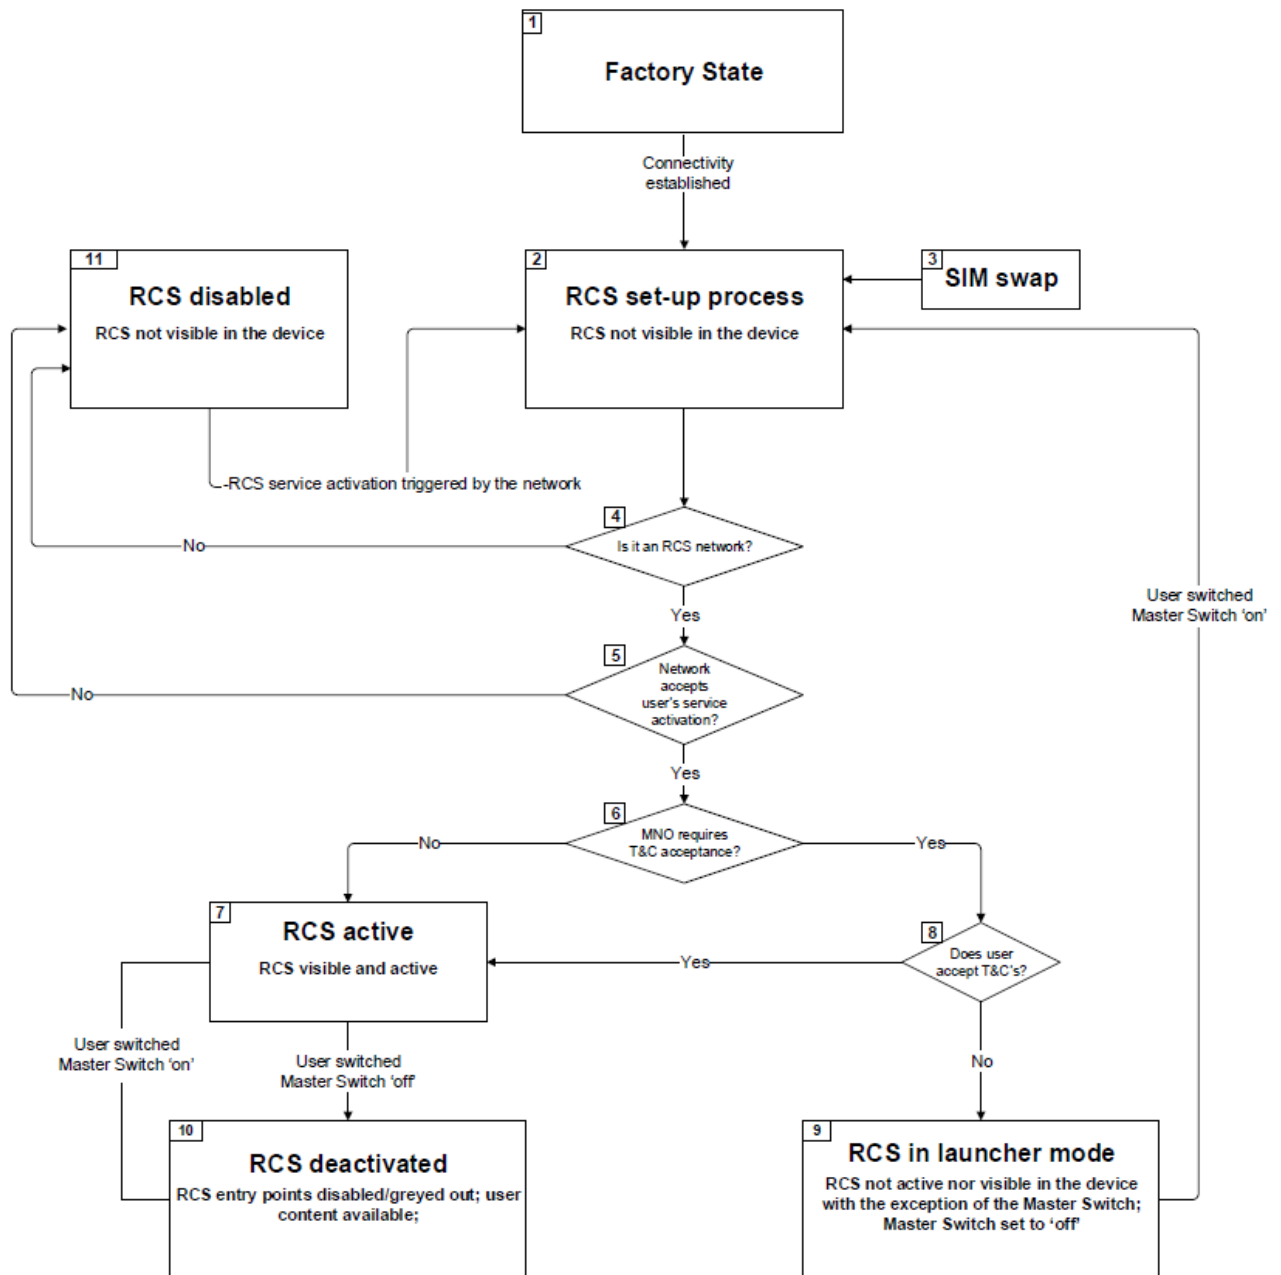 1
Factory State
Connectivity
established
11
RCS disabled
RCS not visible in the device
2
RCS set-up process
RCS not visible in the device
3
SIM swap
-RCS service activation triggered by the network
4
Is it an RCS network?
No
Yes
User switched
Master Switch ‘on’
5
Network
accepts
user's service
activation?
No
Yes
6
MNO requires
T&C acceptance?
No
Yes
7
RCS active
RCS visible and active
8
Does user
accept T&C's?
Yes
User switched
Master Switch ‘on’
User switched
Master Switch ‘off’
No
10
RCS deactivated
RCS entry points disabled/greyed out; user
content available;
9
RCS in launcher mode
RCS not active nor visible in the device
with the exception of the Master Switch;
Master Switch set to ‘off’